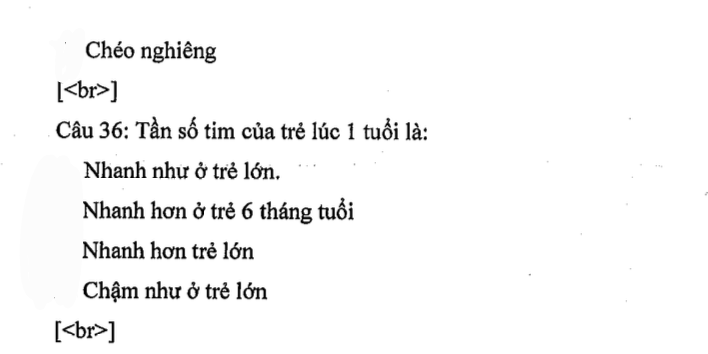 Chéo nghiêng
[<br>]
Câu 36: Tần số tim của trẻ lúc 1 tuổi là:
Nhanh như ở trẻ lớn.
Nhanh hơn ở trẻ 6 tháng tuổi
Nhanh hơn trẻ lớn
Chậm như ở trẻ lớn
[<br>]